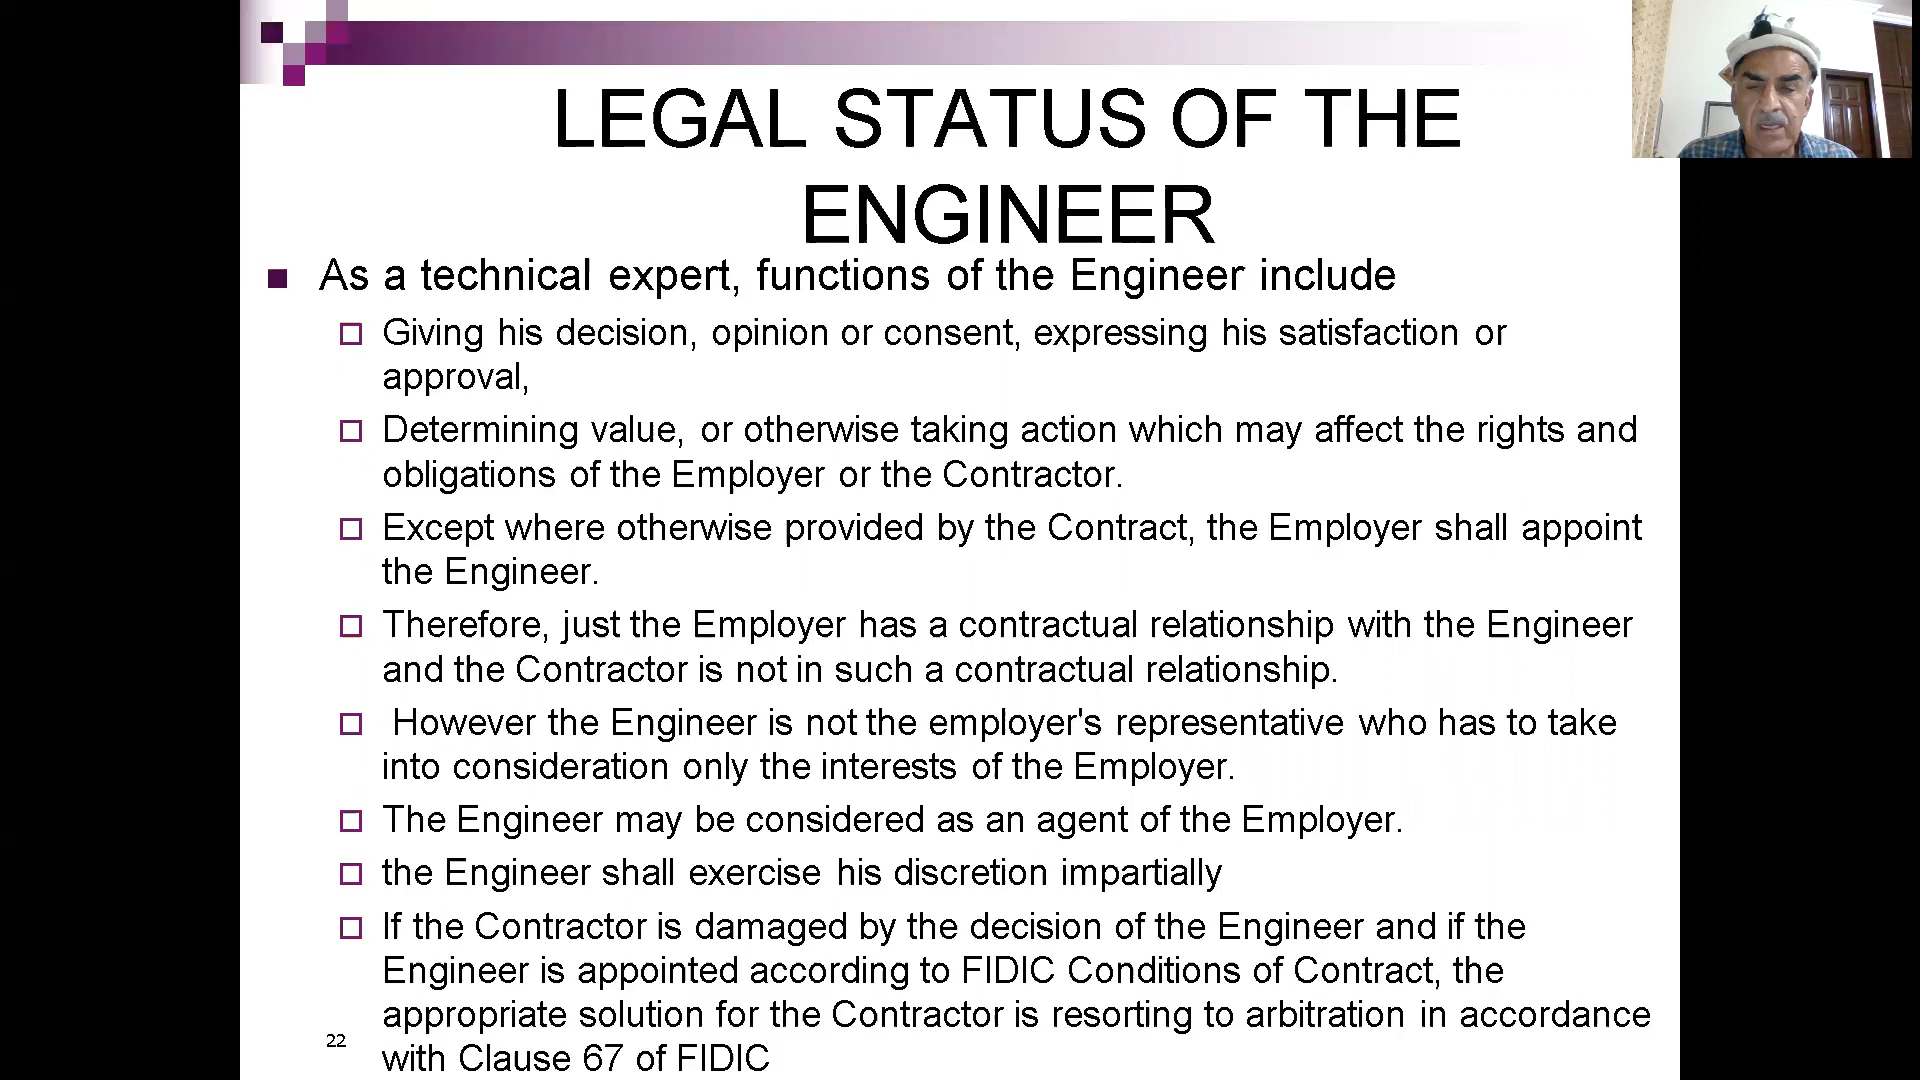 LEGAL STATUS OF THE
ENGINEER
As a technical expert, functions of the Engineer include
Giving his decision, opinion or consent, expressing his satisfaction or
approval,
Determining value, or otherwise taking action which may affect the rights and
obligations of the Employer or the Contractor.
Except where otherwise provided by the Contract, the Employer shall appoint
the Engineer.
Therefore, just the Employer has a contractual relationship with the Engineer
and the Contractor is not in such a contractual relationship.
However the Engineer is not the employer's representative who has to take
into consideration only the interests of the Employer.
The Engineer may be considered as an agent of the Employer.
the Engineer shall exercise his discretion impartially
If the Contractor is damaged by the decision of the Engineer and if the
Engineer is appointed according to FIDIC Conditions of Contract, the
appropriate solution for the Contractor is resorting to arbitration in accordance
with Clause 67 of FIDIC
22